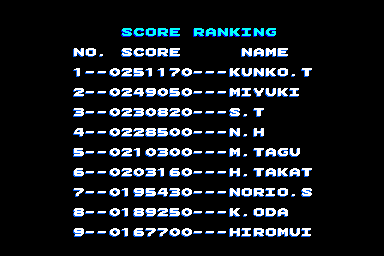 SCORE RANKING
NO. SCORE NAME
1--0251170---KUNKO.T
2--0249050---MIYUKI
3--0230820---S.T
4--0228500---N.H
5--0210300---M.TAGU
6--0203160---H.TAKAT
7--0195430---NORIO.S
8--0189250---K.ODA
9--0167700---HIROMUI